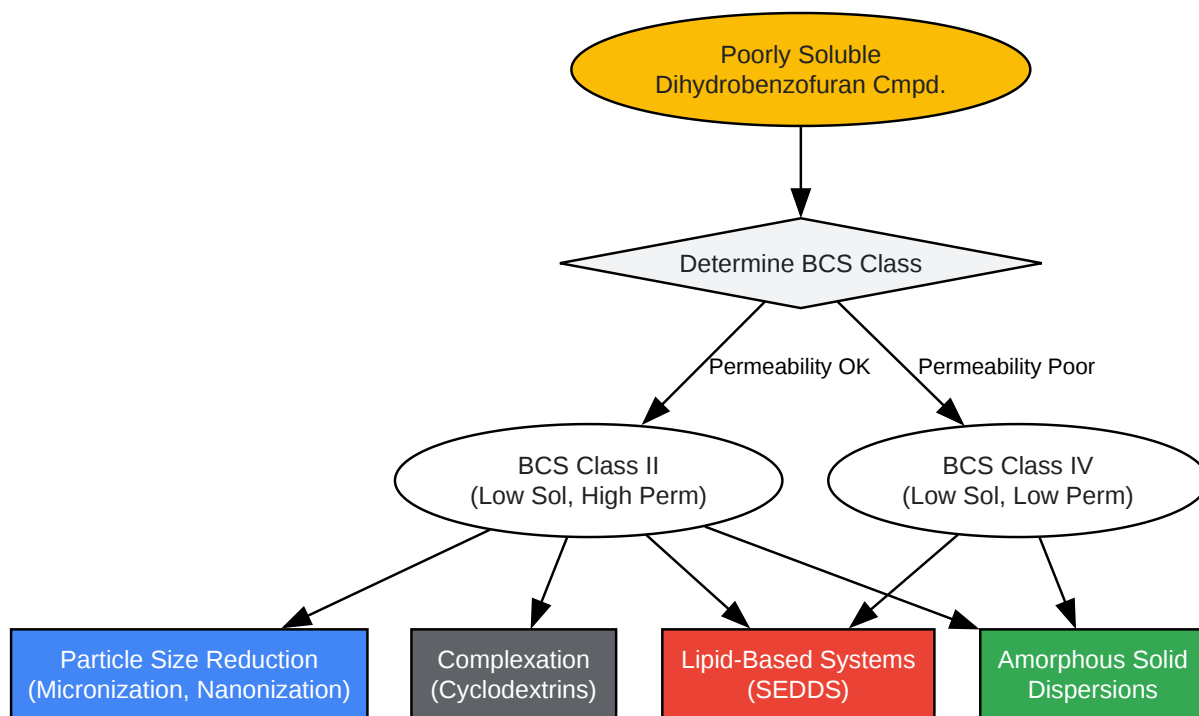 Poorly Soluble
Dihydrobenzofuran Cmpd.
Determine BCS Class
Permeability OK
Permeability Poor
BCS Class II
(Low Sol, High Perm)
BCS Class IV
(Low Sol, Low Perm)
Particle Size Reduction
(Micronization, Nanonization)
Complexation
(Cyclodextrins)
Lipid-Based Systems
(SEDDS)
Amorphous Solid
Dispersions